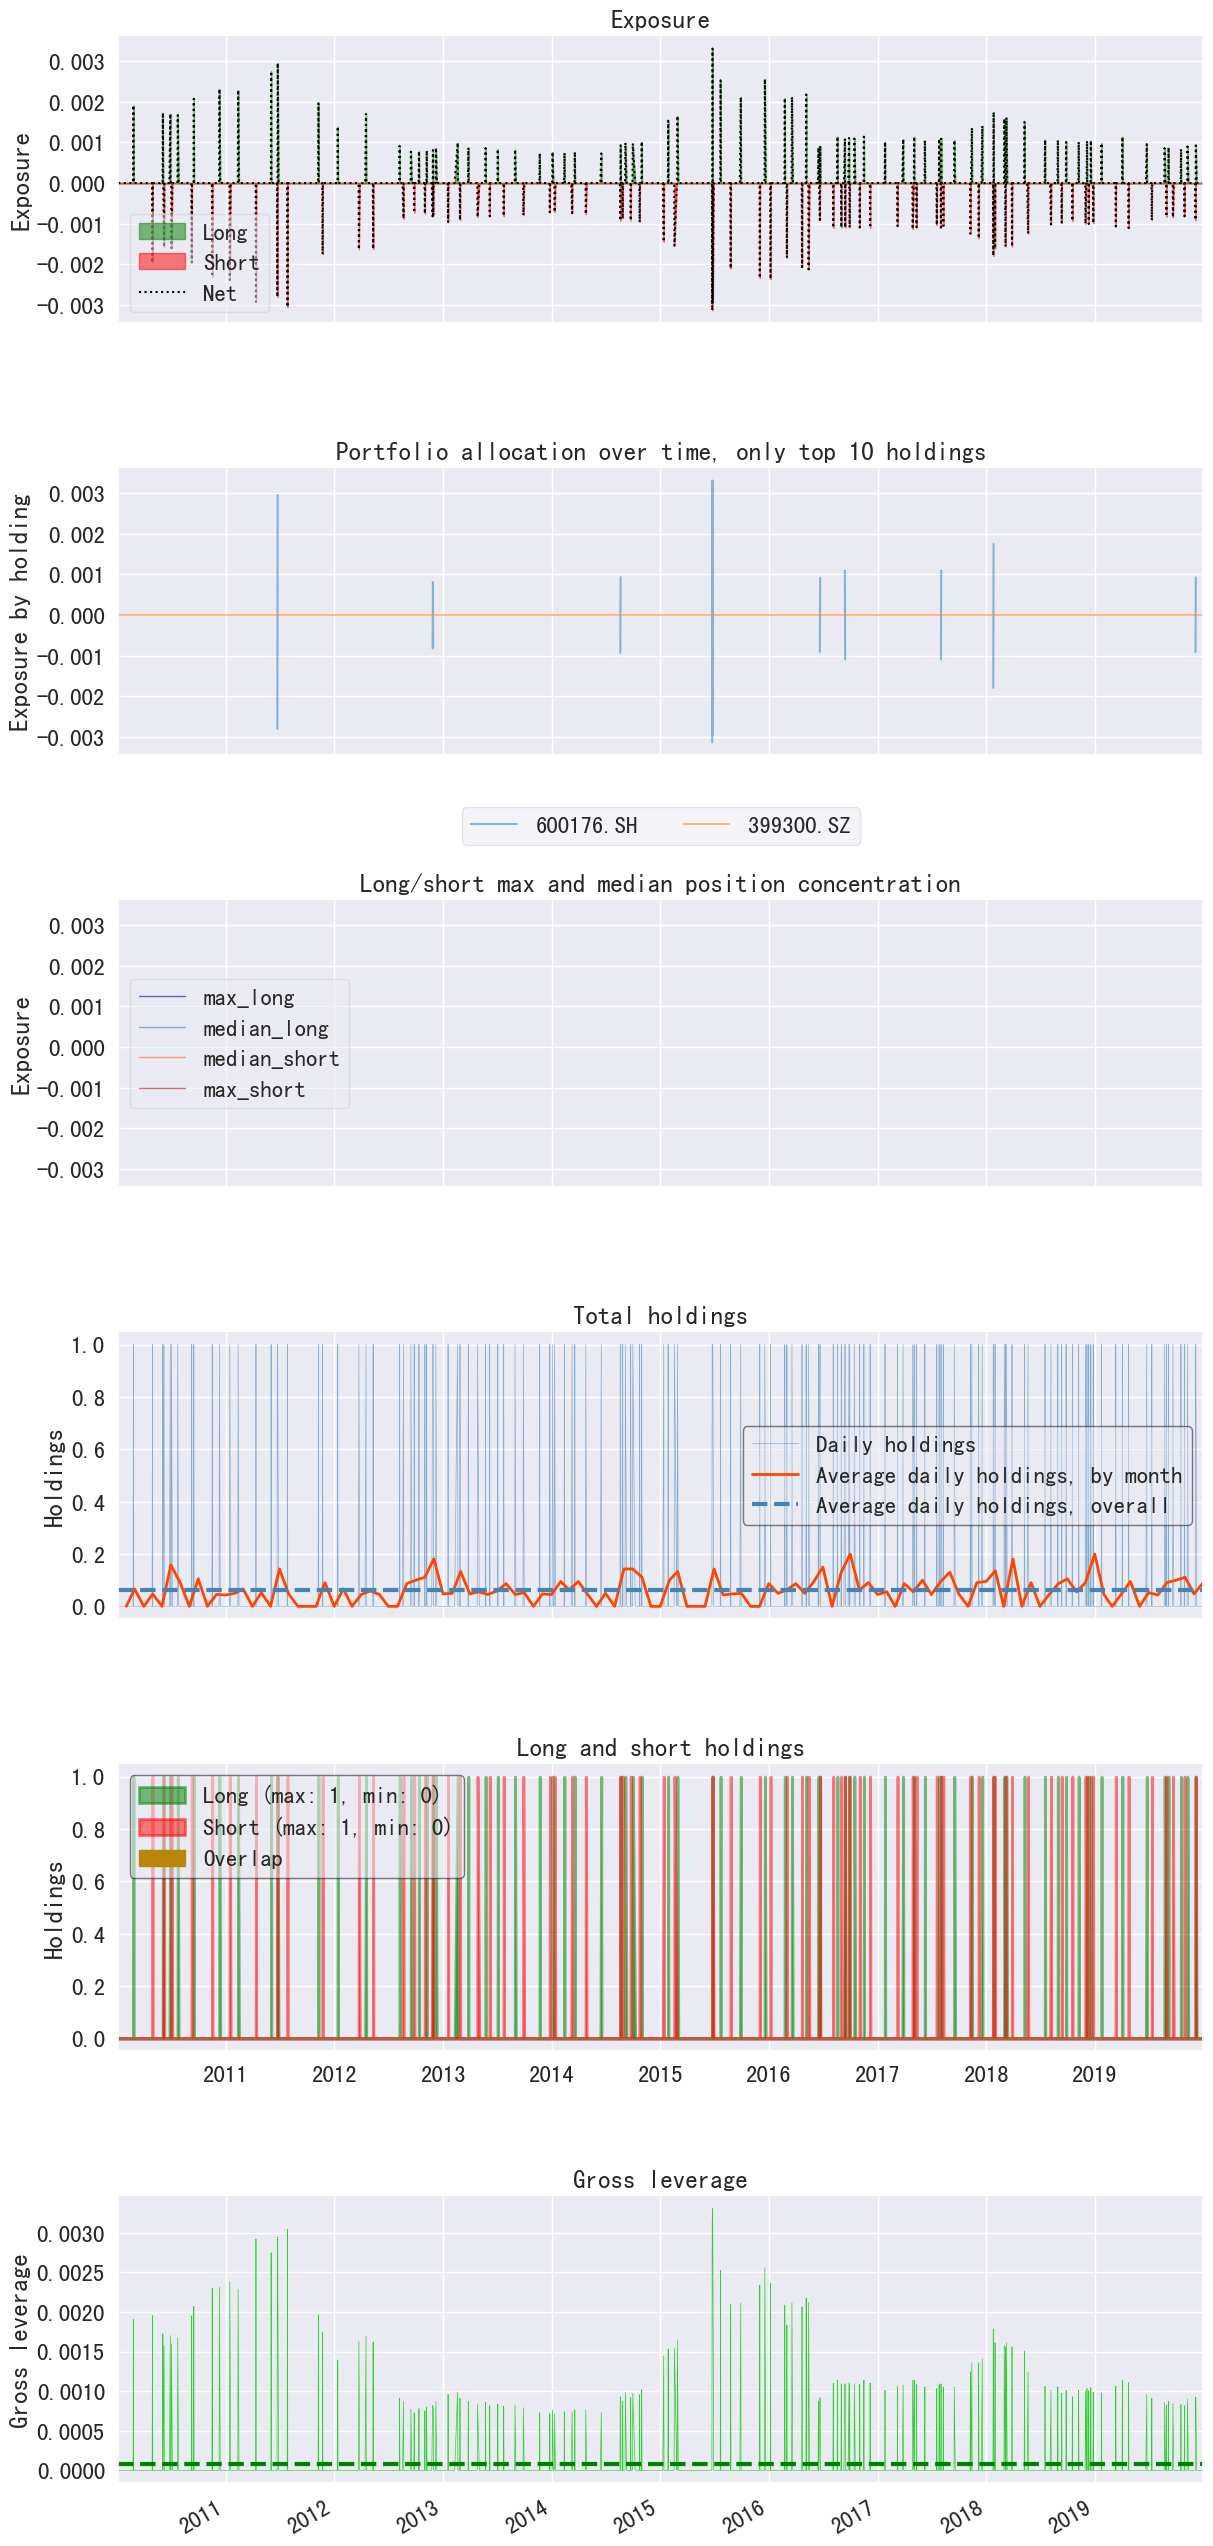 Exposure
0.003
0.002
0.001
0.000
-0.001
-0.002
-0.003
Exposure
Long
Short
Net
Portfolio allocation over time, only top 10 holdings
0.003
0.002
0.001
0.000
-0.001
-0.002
-0.003
Exposure by holding
600176.SH 399300.SZ
Long/short max and median position concentration
0.003
0.002
0.001
0.000
-0.001
-0.002
-0.003
Exposure
max_long
median_long
median_short
max_short
Total holdings
1.0
0.8
0.6
0.4
0.2
0.0
Holdings
Daily holdings
Average daily holdings, by month
Average daily holdings, overall
Long and short holdings
1.0
0.8
0.6
0.4
0.2
0.0
Holdings
Long (max: 1, min: 0)
Short (max: 1, min: 0)
Overlap
2011 2012 2013 2014 2015 2016 2017 2018 2019
Gross leverage
0.0030
0.0025
0.0020
0.0015
0.0010
0.0005
0.0000
Gross leverage
2011 2012 2013 2014 2015 2016 2017 2018 2019